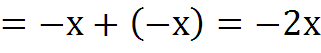 = −x + (−x) = −2x